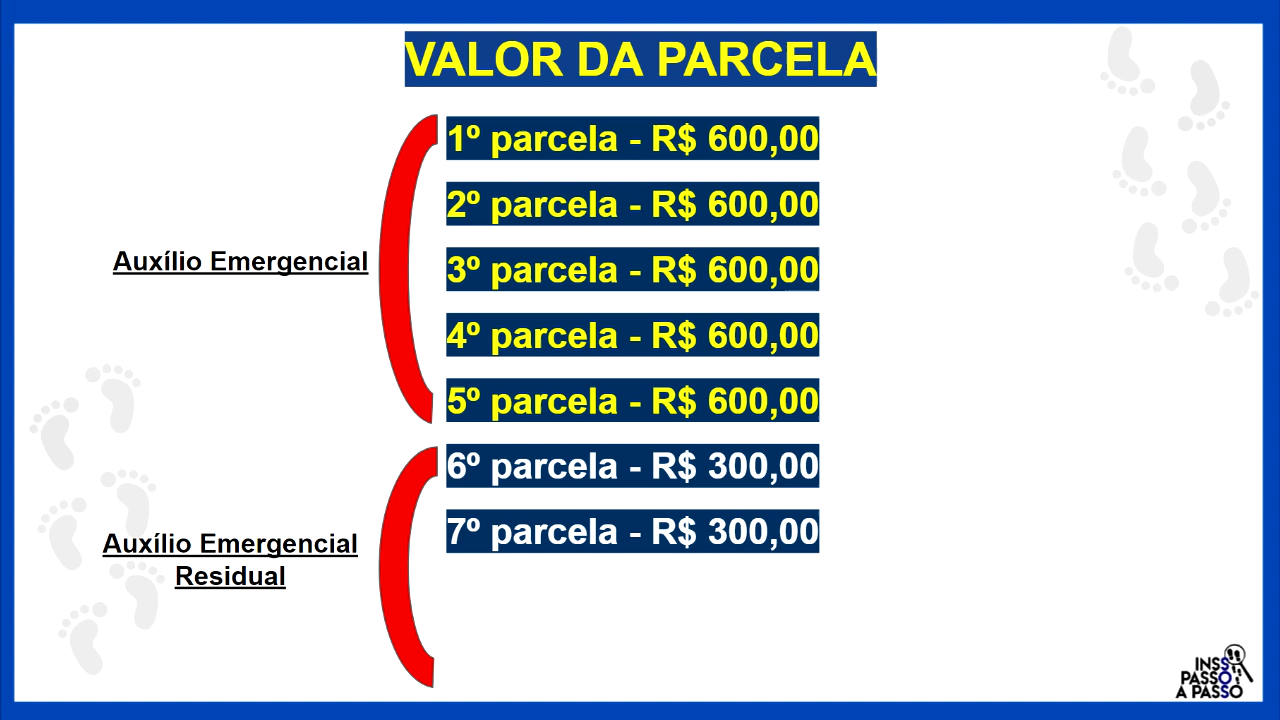 VALOR DA PARCELA
1º parcela - R$ 600,00
2º parcela - R$ 600,00
Auxílio Emergencial
3º parcela - R$ 600,00
4º parcela - R$ 600,00
5º parcela - R$ 600,00
6º parcela - R$ 300,00
7º parcela - R$ 300,00
Auxílio Emergencial
Residual
INSS
PASSO
A PASSO